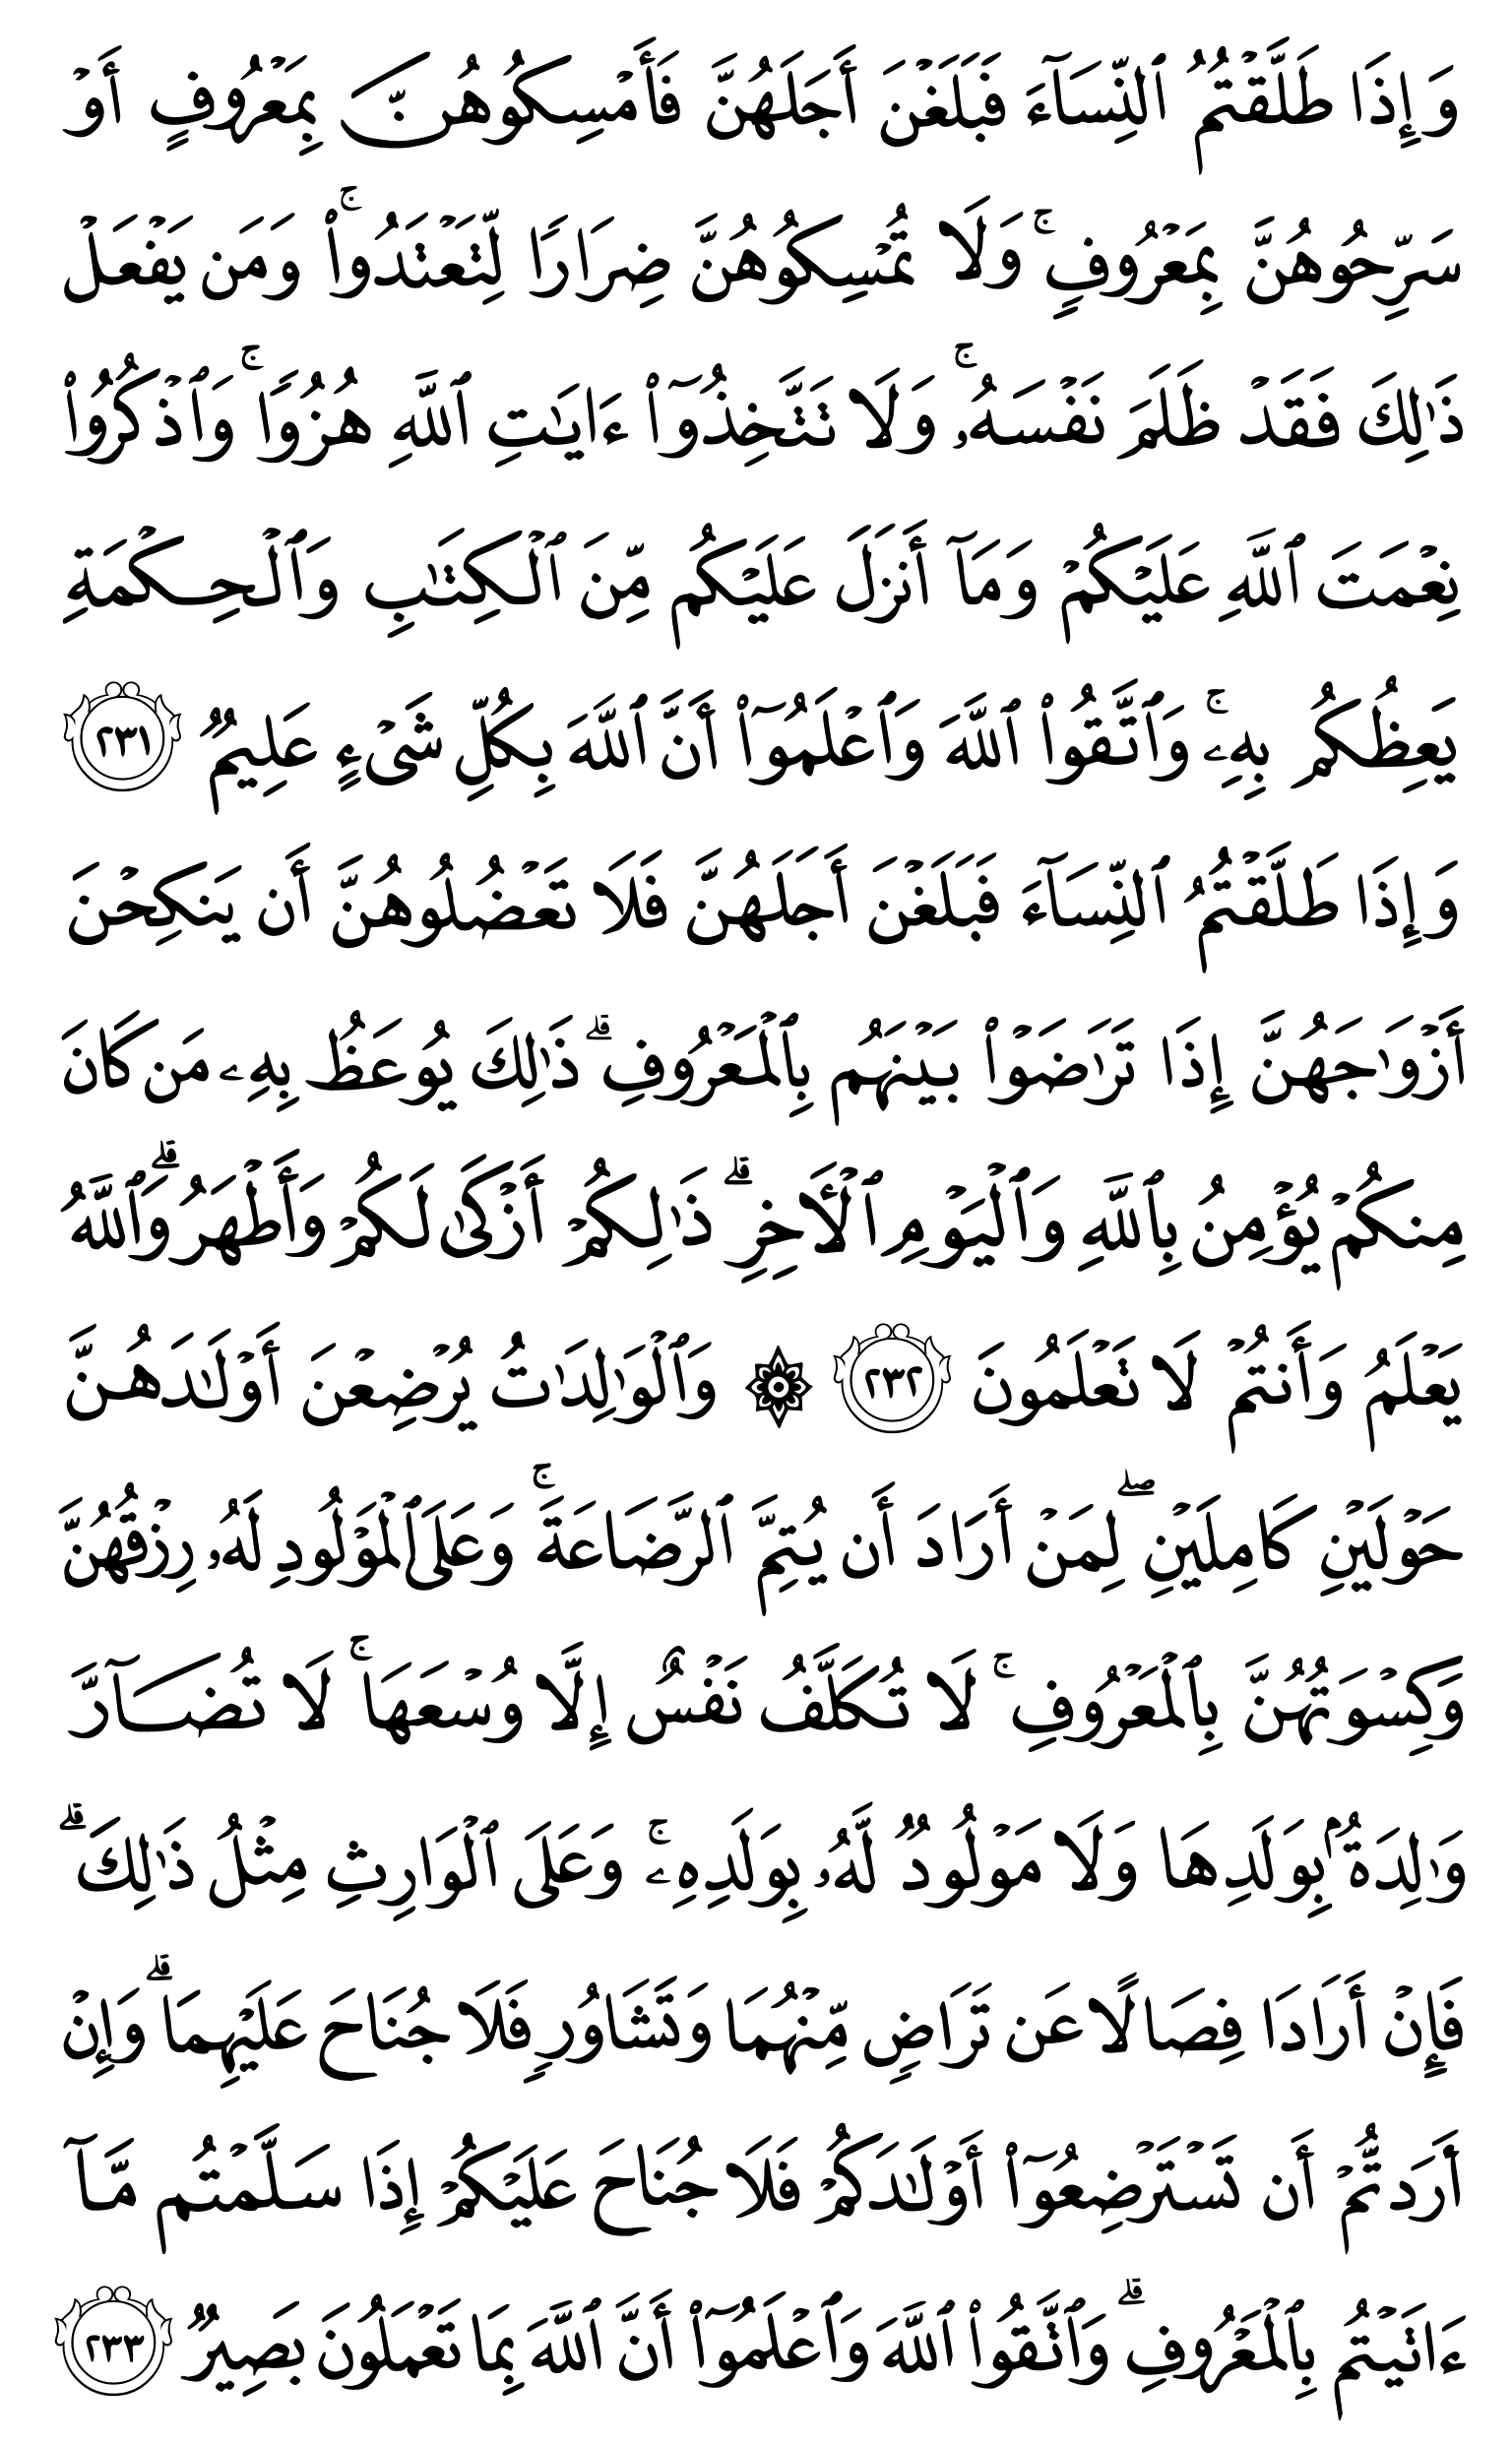 وَإِذَا طَلَّقۡتُمُ ٱلنِّسَآءَ فَبَلَغۡنَ أَجَلَهُنَّ فَأَمۡسِكُوهُنَّ بِمَعۡرُوفٍ أَوۡ
سَرِّحُوهُنَّ بِمَعۡرُوفٖۚ وَلَا تُمۡسِكُوهُنَّ ضِرَارٗا لِّتَعۡتَدُواْۚ وَمَن يَفۡعَلۡ
ذَٰلِكَ فَقَدۡ ظَلَمَ نَفۡسَهُۥۚ وَلَا تَتَّخِذُوٓاْ ءَايَٰتِ ٱللَّهِ هُزُوٗاۚ وَٱذۡكُرُواْ
نِعۡمَتَ ٱللَّهِ عَلَيۡكُمۡ وَمَآ أَنزَلَ عَلَيۡكُم مِّنَ ٱلۡكِتَٰبِ وَٱلۡحِكۡمَةِ
يَعِظُكُم بِهِۦۚ وَٱتَّقُواْ ٱللَّهَ وَٱعۡلَمُوٓاْ أَنَّ ٱللَّهَ بِكُلِّ شَيۡءٍ عَلِيمٞ ٢٣١
وَإِذَا طَلَّقۡتُمُ ٱلنِّسَآءَ فَبَلَغۡنَ أَجَلَهُنَّ فَلَا تَعۡضُلُوهُنَّ أَن يَنكِحۡنَ
أَزۡوَٰجَهُنَّ إِذَا تَرَٰضَوۡاْ بَيۡنَهُم بِٱلۡمَعۡرُوفِۗ ذَٰلِكَ يُوعَظُ بِهِۦ مَن كَانَ
مِنكُمۡ يُؤۡمِنُ بِٱللَّهِ وَٱلۡيَوۡمِ ٱلۡأٓخِرِۗ ذَٰلِكُمۡ أَزۡكَىٰ لَكُمۡ وَأَطۡهَرُۗ وَٱللَّهُ
يَعۡلَمُ وَأَنتُمۡ لَا تَعۡلَمُونَ ٢٣٢ ۞ وَٱلۡوَٰلِدَٰتُ يُرۡضِعۡنَ أَوۡلَٰدَهُنَّ
حَوۡلَيۡنِ كَامِلَيۡنِۖ لِمَنۡ أَرَادَ أَن يُتِمَّ ٱلرَّضَاعَةَۚ وَعَلَى ٱلۡمَوۡلُودِ لَهُۥ رِزۡقُهُنَّ
وَكِسۡوَتُهُنَّ بِٱلۡمَعۡرُوفِۚ لَا تُكَلَّفُ نَفۡسٌ إِلَّا وُسۡعَهَاۚ لَا تُضَآرَّ
وَٰلِدَةُۢ بِوَلَدِهَا وَلَا مَوۡلُودٞ لَّهُۥ بِوَلَدِهِۦۚ وَعَلَى ٱلۡوَارِثِ مِثۡلُ ذَٰلِكَۗ
فَإِنۡ أَرَادَا فِصَالًا عَن تَرَاضٖ مِّنۡهُمَا وَتَشَاوُرٖ فَلَا جُنَاحَ عَلَيۡهِمَاۗ وَإِنۡ
أَرَدتُّمۡ أَن تَسۡتَرۡضِعُوٓاْ أَوۡلَٰدَكُمۡ فَلَا جُنَاحَ عَلَيۡكُمۡ إِذَا سَلَّمۡتُم مَّآ
ءَاتَيۡتُم بِٱلۡمَعۡرُوفِۗ وَٱتَّقُواْ ٱللَّهَ وَٱعۡلَمُوٓاْ أَنَّ ٱللَّهَ بِمَا تَعۡمَلُونَ بَصِيرٞ ٢٣٣